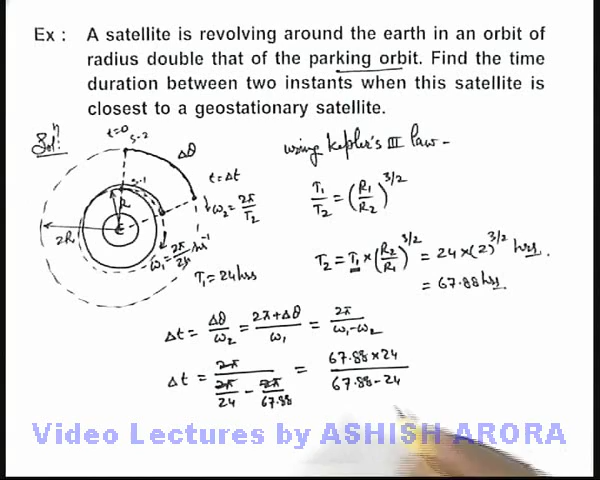 Ex : A satellite is revolving around the earth in an orbit of
radius double that of the parking orbit. Find the time
duration between two instants when this satellite is
closest to a geostationary satellite.
Solⁿ.
t=0
S-2
Δθ
t=Δt
S-1
R
2R
ω₂ = 2π/T₂
ω₁ = 2π/24 hr⁻¹
T₁ = 24 hrs
using Kepler's III law -
T₁/T₂ = (R₁/R₂)^3/2
T₂ = T₁ × (R₂/R₁)^3/2 = 24 × (2)^3/2 hrs.
= 67.88 hrs
Δt = Δθ/ω₂ = 2π+Δθ/ω₁ = 2π/ω₁-ω₂
Δt = 2π/(2π/24 - 2π/67.88) = 67.88×24/67.88-24
Video Lectures by ASHISH ARORA